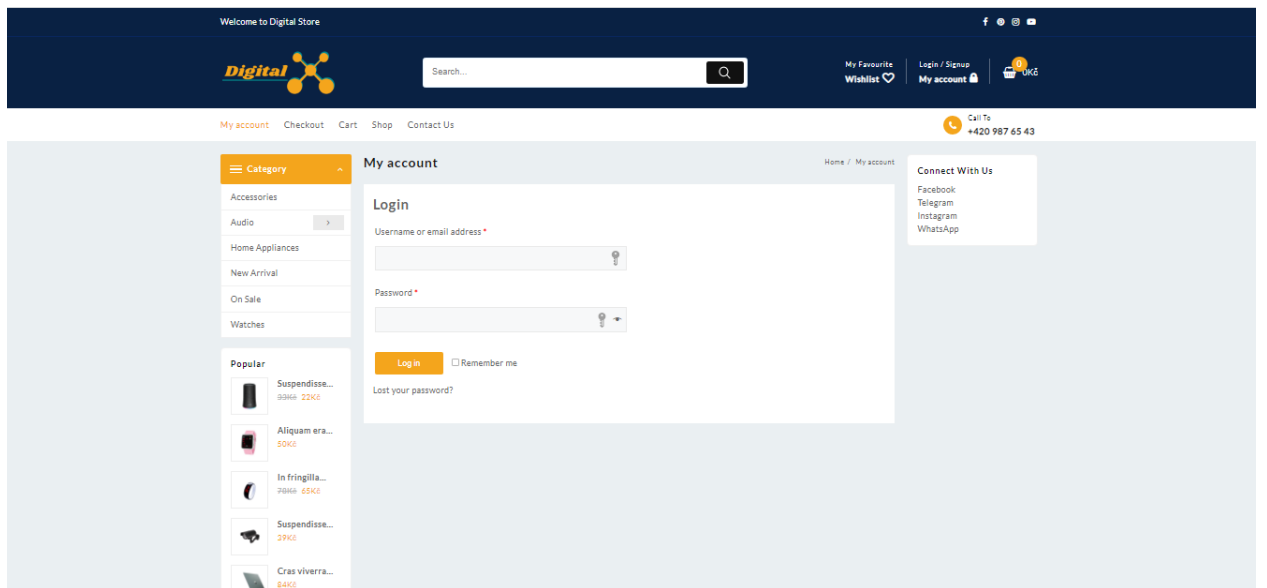 Welcome to Digital Store
Digital
Search...
My Favourite
Wishlist
Login / Signup
My account
0
0Kč
My account Checkout Cart Shop Contact Us
Call To
+420 987 65 43
Category
Accessories
Audio
Home Appliances
New Arrival
On Sale
Watches
Popular
Suspendisse...
33Kč 22Kč
Aliquam era...
50Kč
In fringilla...
70Kč 65Kč
Suspendisse...
29Kč
Cras viverra...
84Kč
My account
Home / My account
Login
Username or email address *
Password *
Log in
Remember me
Lost your password?
Connect With Us
Facebook
Telegram
Instagram
WhatsApp